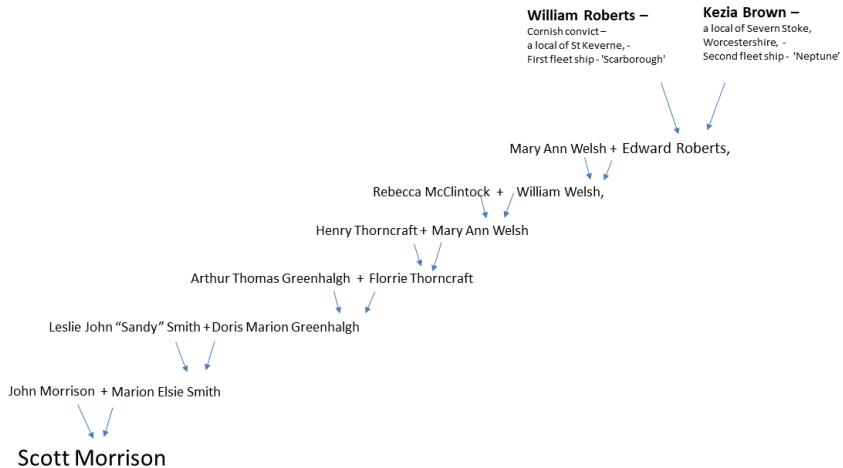 William Roberts –
Cornish convict –
a local of St Keverne, -
First fleet ship - 'Scarborough'
Kezia Brown –
a local of Severn Stoke,
Worcestershire, -
Second fleet ship - 'Neptune'
Mary Ann Welsh + Edward Roberts,
Rebecca McClintock + William Welsh,
Henry Thorncraft + Mary Ann Welsh
Arthur Thomas Greenhalgh + Florrie Thorncraft
Leslie John “Sandy” Smith + Doris Marion Greenhalgh
John Morrison + Marion Elsie Smith
Scott Morrison